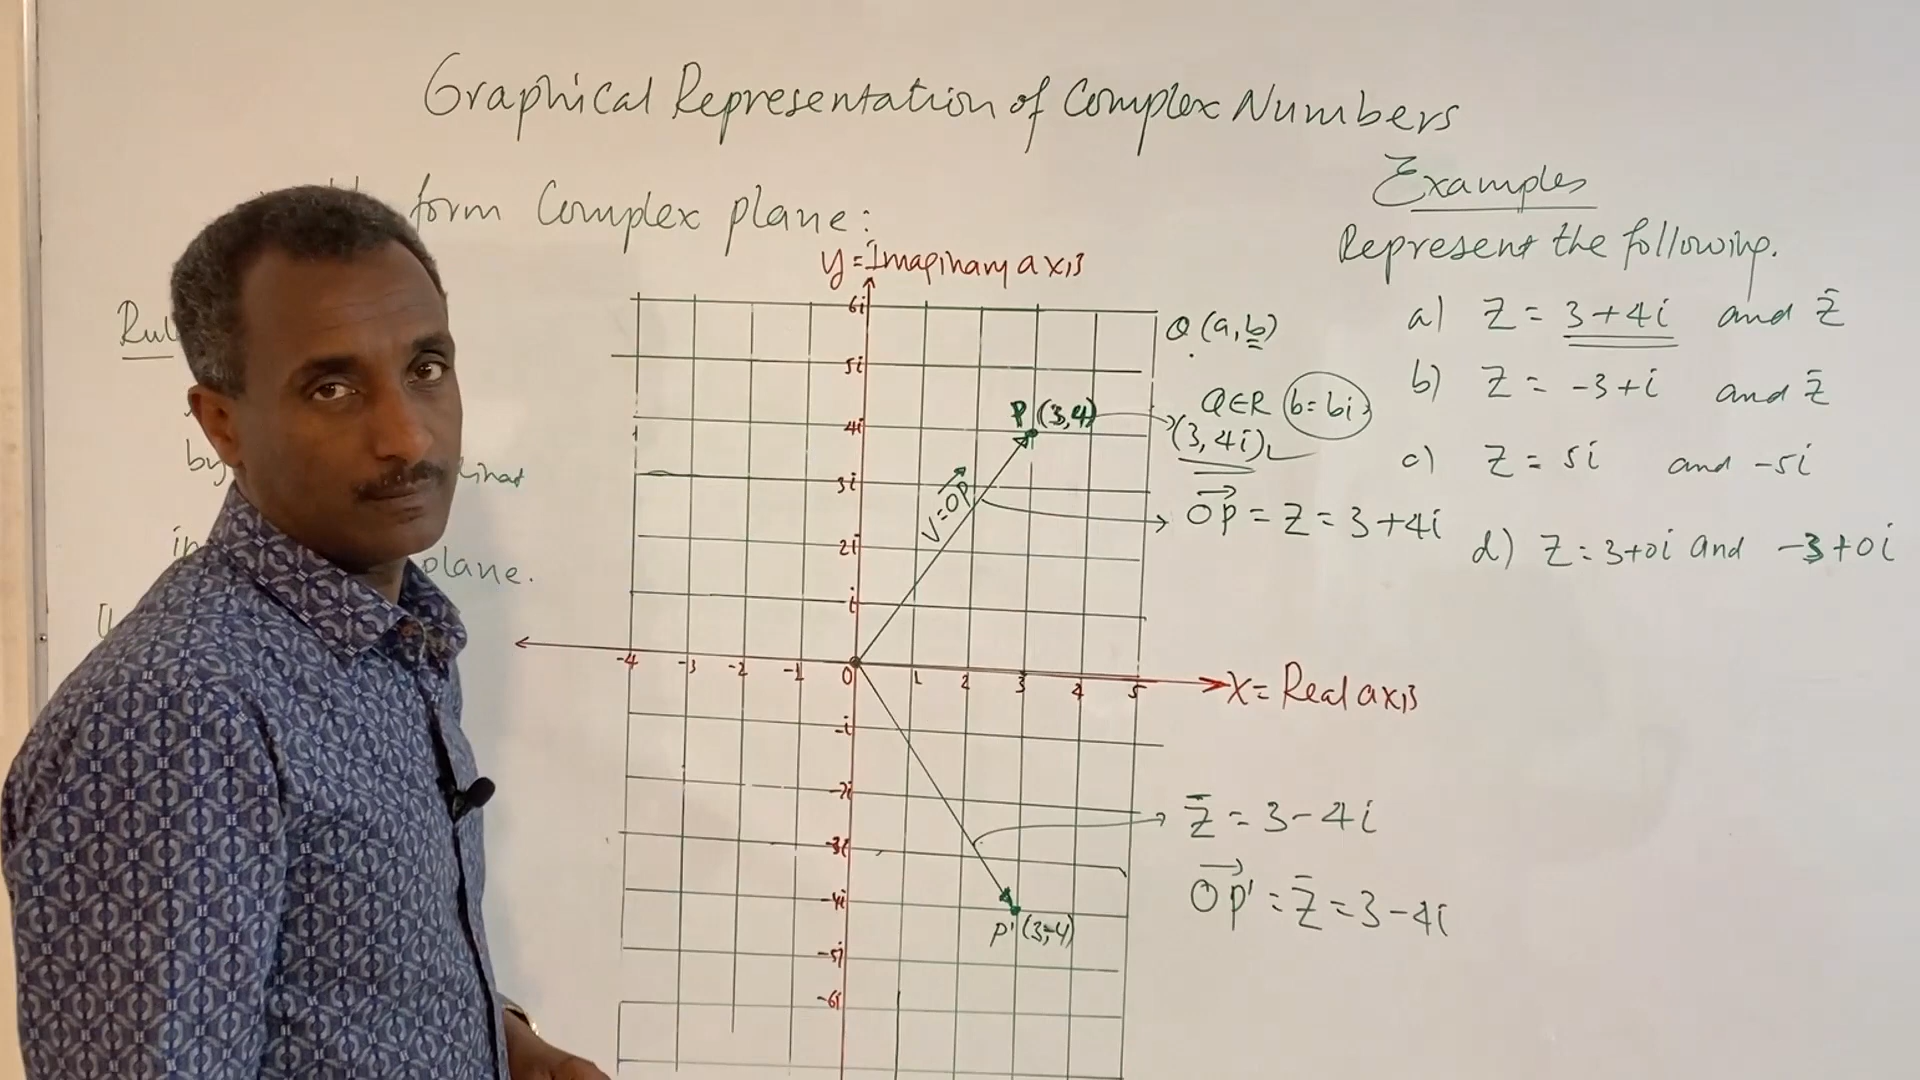 Graphical Representation of Complex Numbers
form Complex plane:
Rul
by
in plane.
y = Imaginary axis
6i
5i
4i
3i
2i
i
-4 -3 -2 -1 0 1 2 3 4 5
x = Real axis
-i
-2i
-3i
-4i
-5i
-6i
P (3,4)
V = OP
P' (3,-4)
(a, b)
∈ R b = bi
(3, 4i)
OP = Z = 3 + 4i
Z̄ = 3 - 4i
OP' = Z̄ = 3 - 4i
Examples
Represent the following.
a) Z = 3 + 4i and Z̄
b) Z = -3 + i and Z̄
c) Z = 5i and -5i
d) Z = 3 + 0i and -3 + 0i